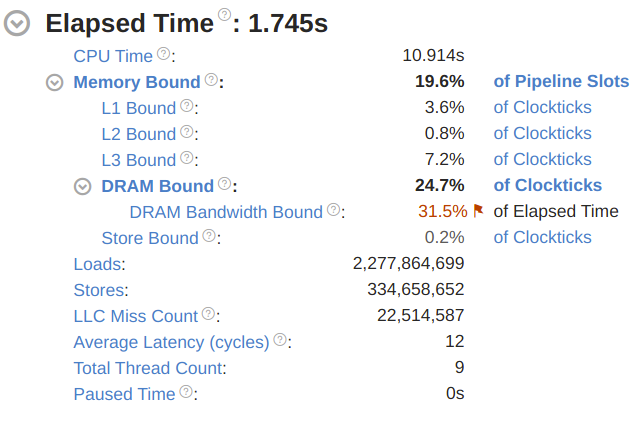 Elapsed Time ?: 1.745s
CPU Time ?: 10.914s
Memory Bound ?: 19.6% of Pipeline Slots
L1 Bound ?: 3.6% of Clockticks
L2 Bound ?: 0.8% of Clockticks
L3 Bound ?: 7.2% of Clockticks
DRAM Bound ?: 24.7% of Clockticks
DRAM Bandwidth Bound ?: 31.5% of Elapsed Time
Store Bound ?: 0.2% of Clockticks
Loads: 2,277,864,699
Stores: 334,658,652
LLC Miss Count ?: 22,514,587
Average Latency (cycles) ?: 12
Total Thread Count: 9
Paused Time ?: 0s